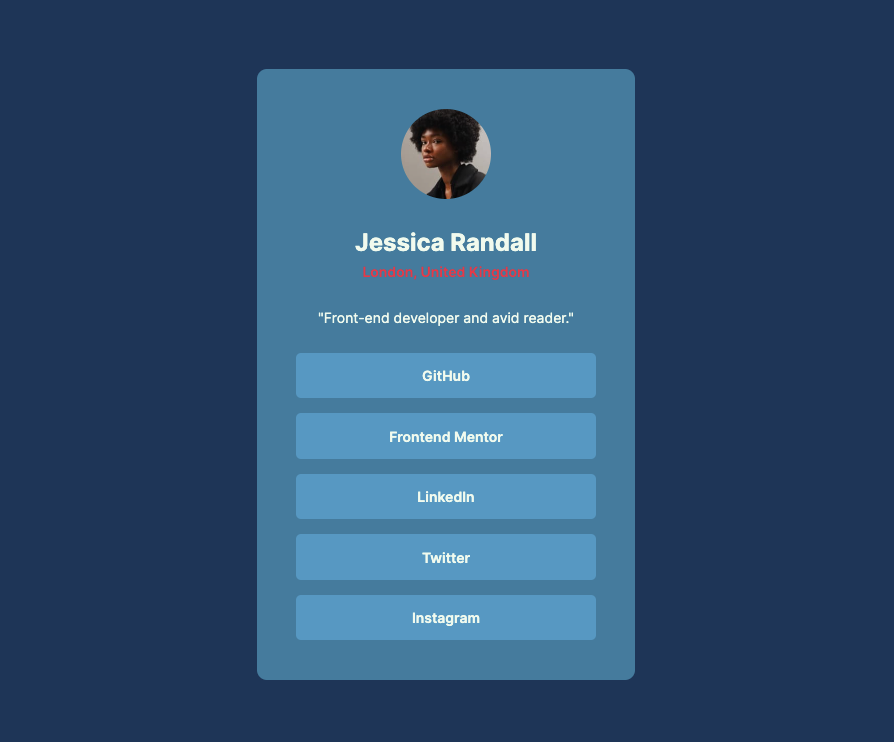 Jessica Randall
London, United Kingdom
"Front-end developer and avid reader."
GitHub
Frontend Mentor
LinkedIn
Twitter
Instagram